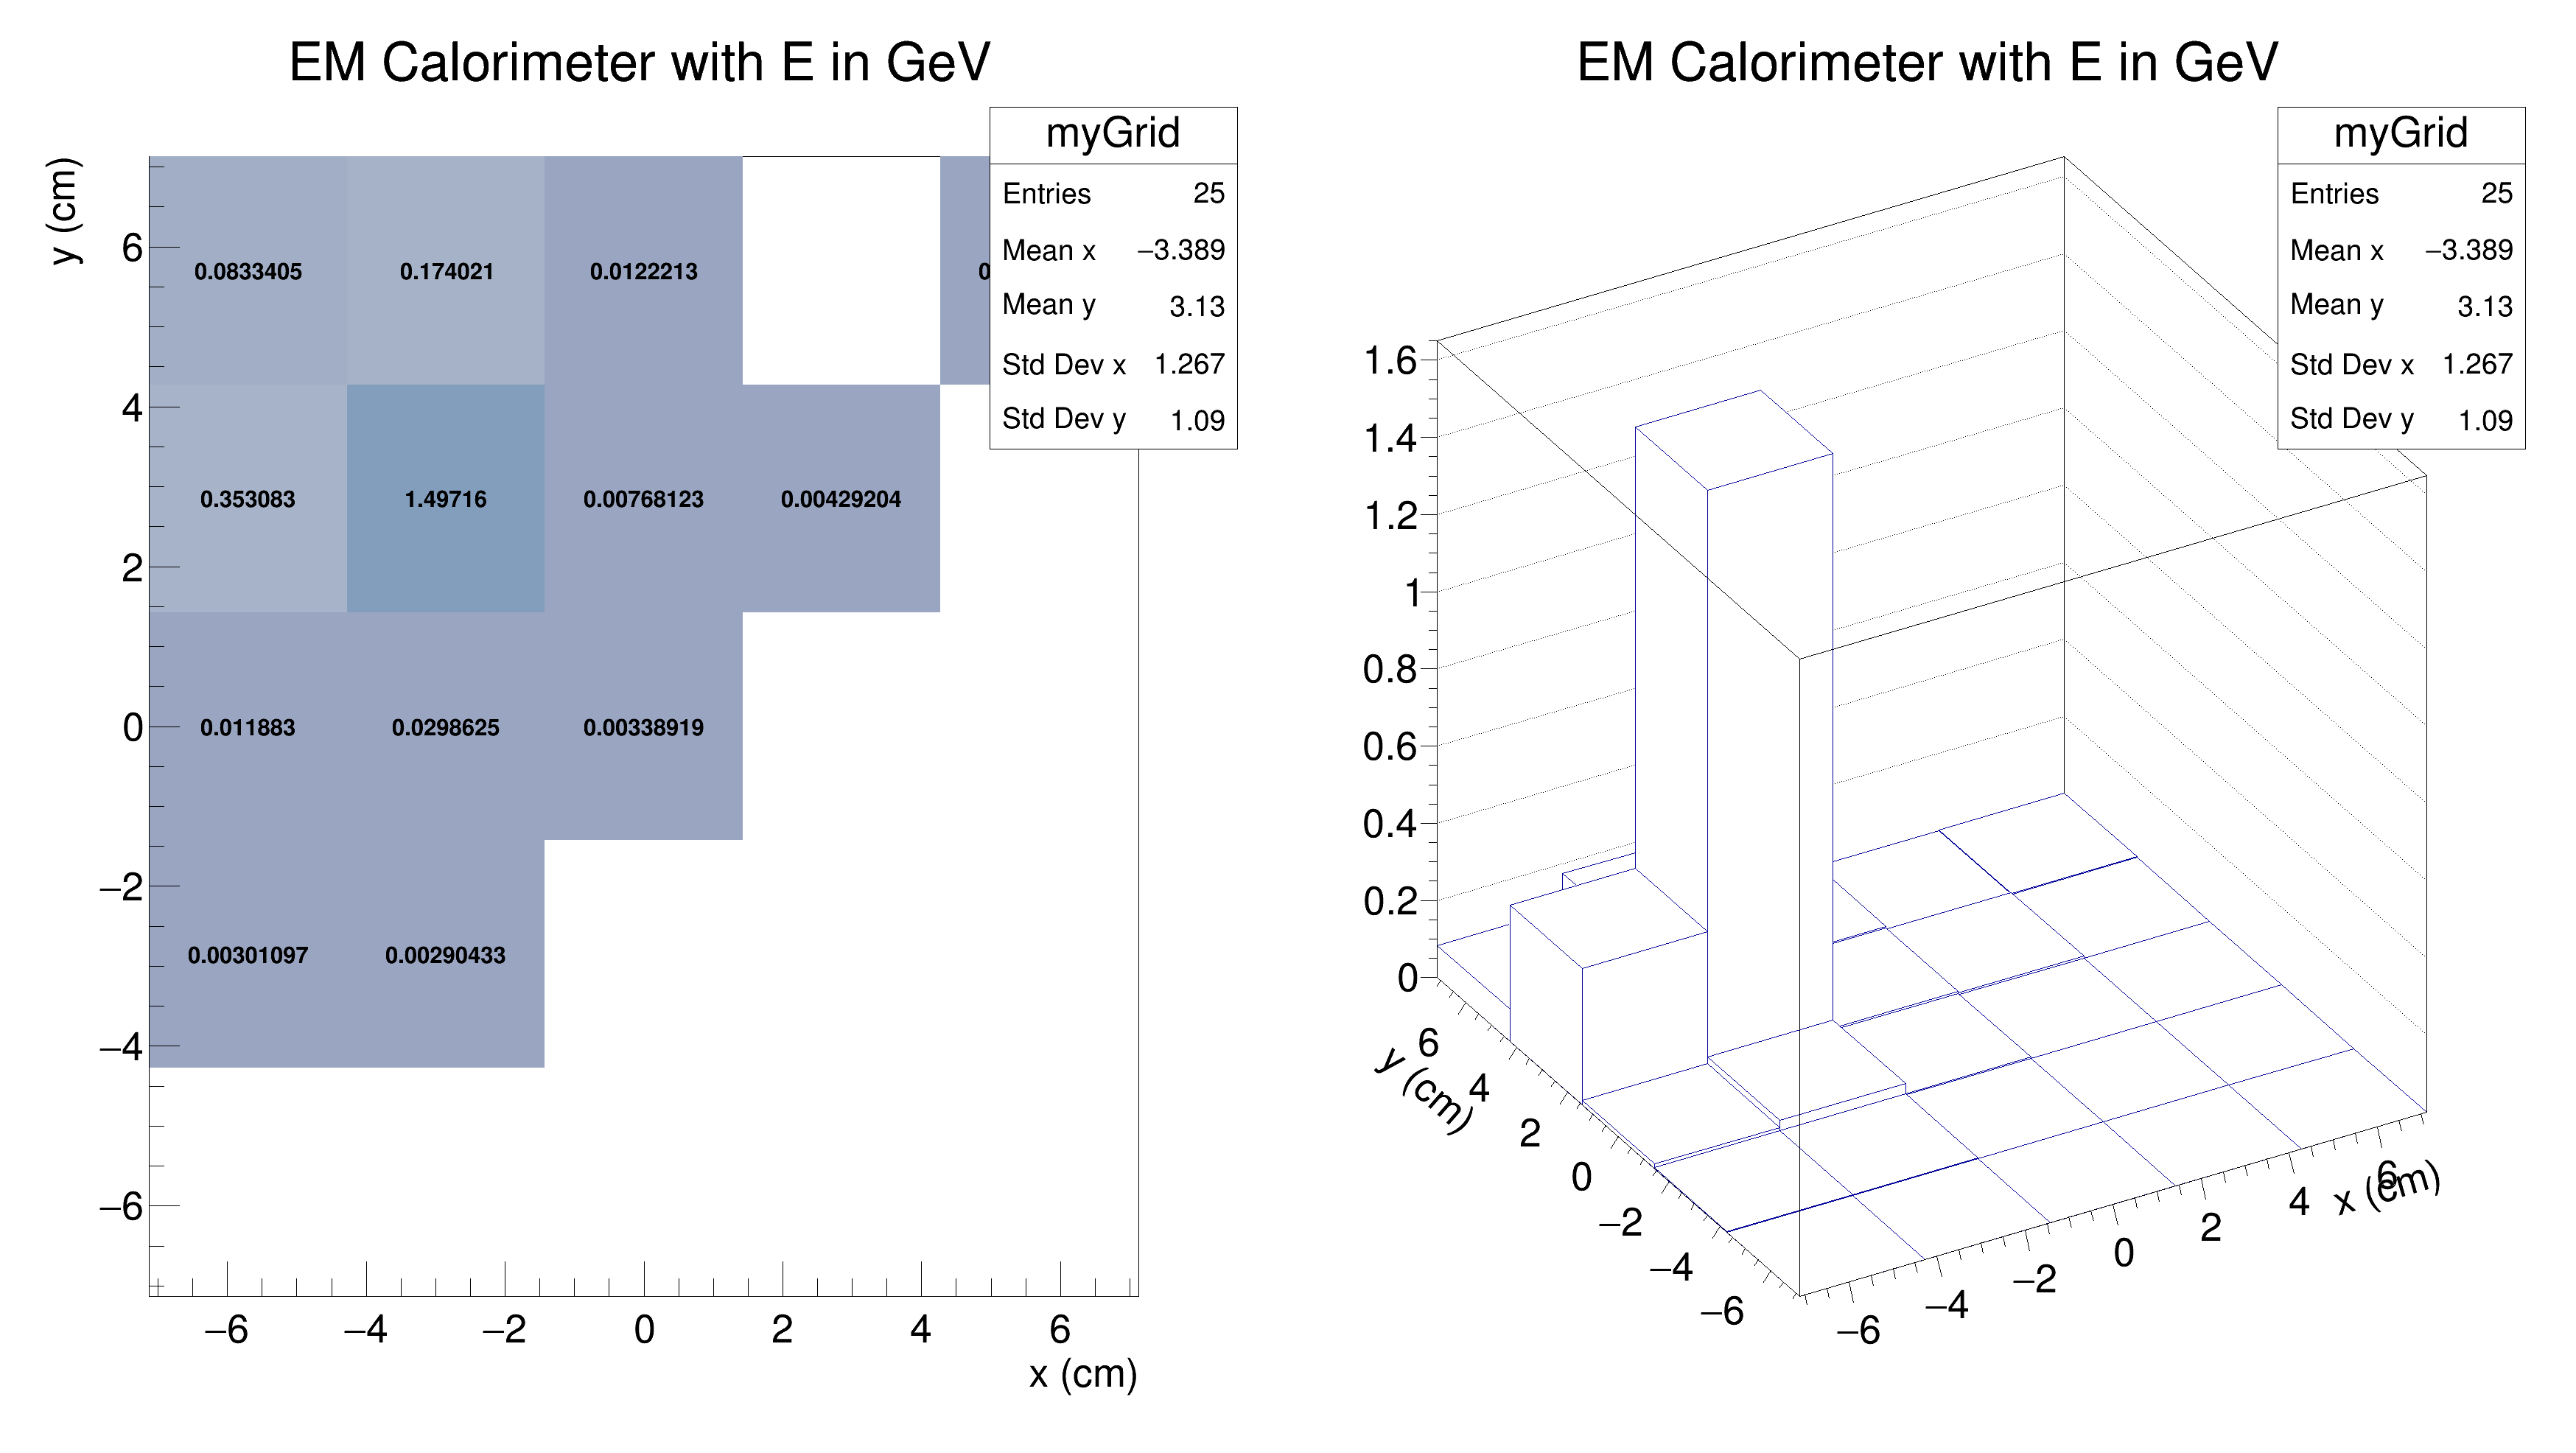 EM Calorimeter with E in GeV
myGrid
Entries 25
Mean x −3.389
Mean y 3.13
Std Dev x 1.267
Std Dev y 1.09
y (cm)
6
4
2
0
−2
−4
−6
0.0833405 0.174021 0.0122213
0.353083 1.49716 0.00768123 0.00429204
0.011883 0.0298625 0.00338919
0.00301097 0.00290433
−6 −4 −2 0 2 4 6
x (cm)
EM Calorimeter with E in GeV
myGrid
Entries 25
Mean x −3.389
Mean y 3.13
Std Dev x 1.267
Std Dev y 1.09
1.6
1.4
1.2
1
0.8
0.6
0.4
0.2
0
y (cm)
6
4
2
0
−2
−4
−6
−6 −4 −2 0 2 4 6
x (cm)